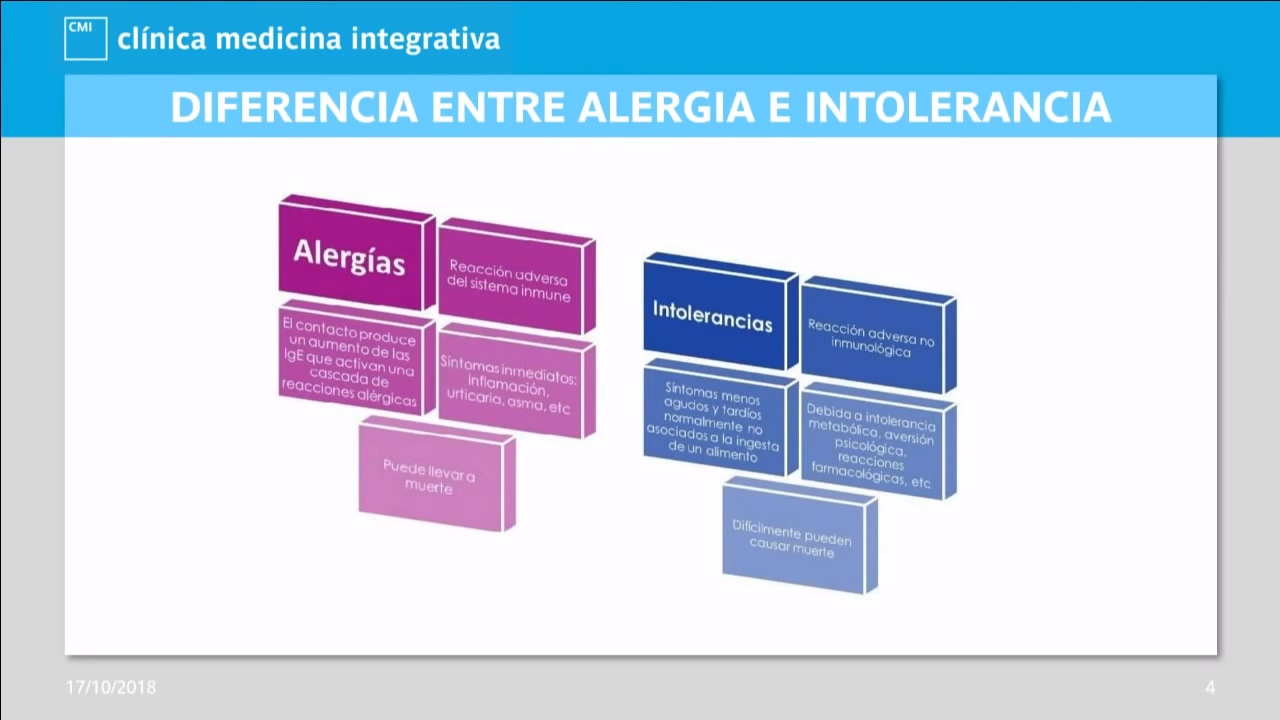 CMI
clínica medicina integrativa
DIFERENCIA ENTRE ALERGIA E INTOLERANCIA
Alergías
Reacción adversa
del sistema inmune
El contacto produce
un aumento de las
IgE que activan una
cascada de
reacciones alérgicas
Síntomas inmediatos:
inflamación,
urticaria, asma, etc
Puede llevar a
muerte
Intolerancias
Reacción adversa no
inmunológica
Síntomas menos
agudos y tardíos
normalmente no
asociados a la ingesta
de un alimento
Debida a intolerancia
metabólica, aversión
psicológica,
reacciones
farmacológicas, etc
Difícilmente pueden
causar muerte
17/10/2018
4